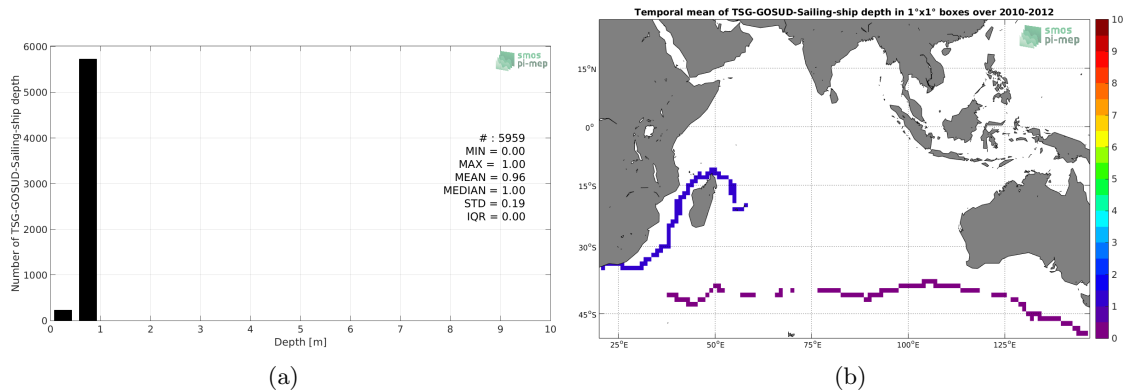 6000
5000
4000
3000
2000
1000
0
Number of TSG-GOSUD-Sailing-ship depth
0 1 2 3 4 5 6 7 8 9 10
Depth [m]
smos
pi-mep
# : 5959
MIN = 0.00
MAX = 1.00
MEAN = 0.96
MEDIAN = 1.00
STD = 0.19
IQR = 0.00
(a)
Temporal mean of TSG-GOSUD-Sailing-ship depth in 1°x1° boxes over 2010-2012
smos
pi-mep
15°N
0°
15°S
30°S
45°S
25°E 50°E 75°E 100°E 125°E
10
9
8
7
6
5
4
3
2
1
0
(b)